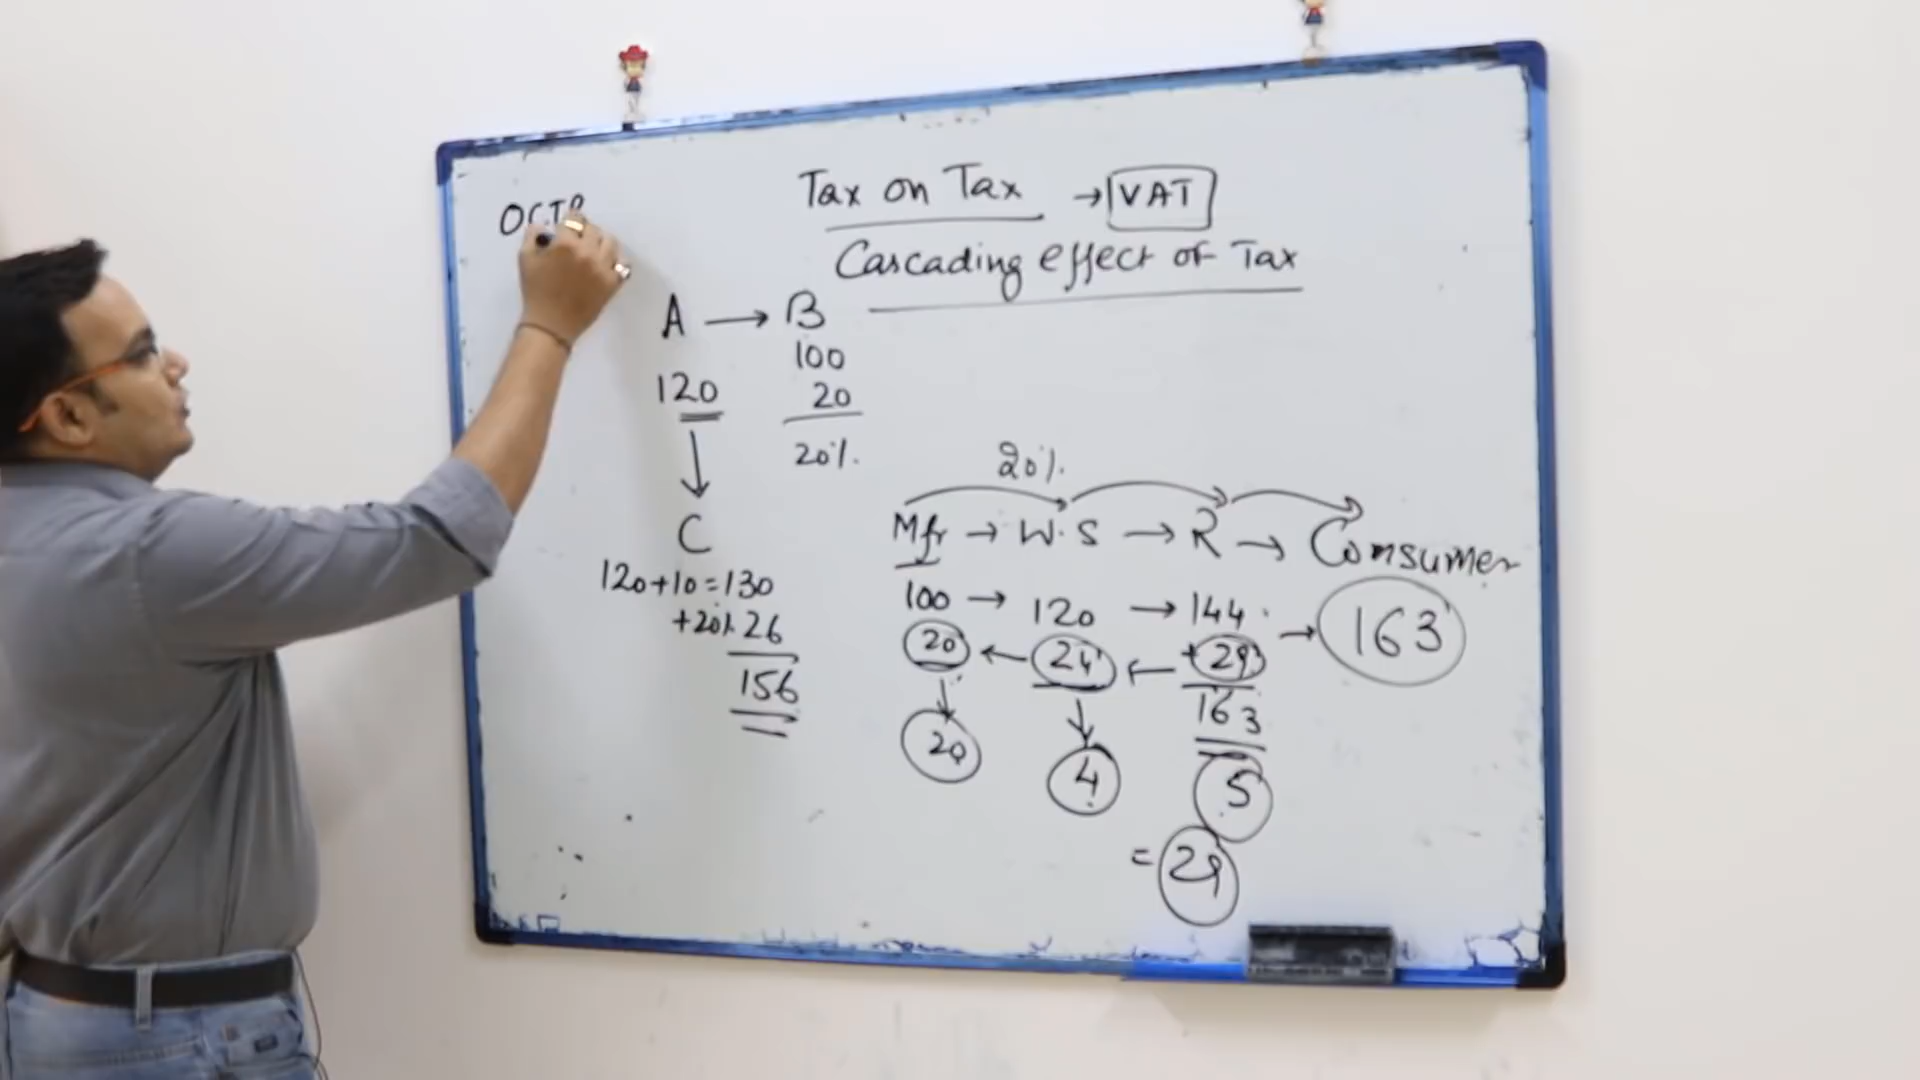 Tax on Tax → VAT
Cascading effect of Tax
OCTR
A → B
100
120
20
20%
C
120+10=130
+20% 26
156
20%
Mfr → W.S → R → Consumer
100 → 120 → 144 → 163
20 ← 24 ← +29
163
20 4 5
= 29